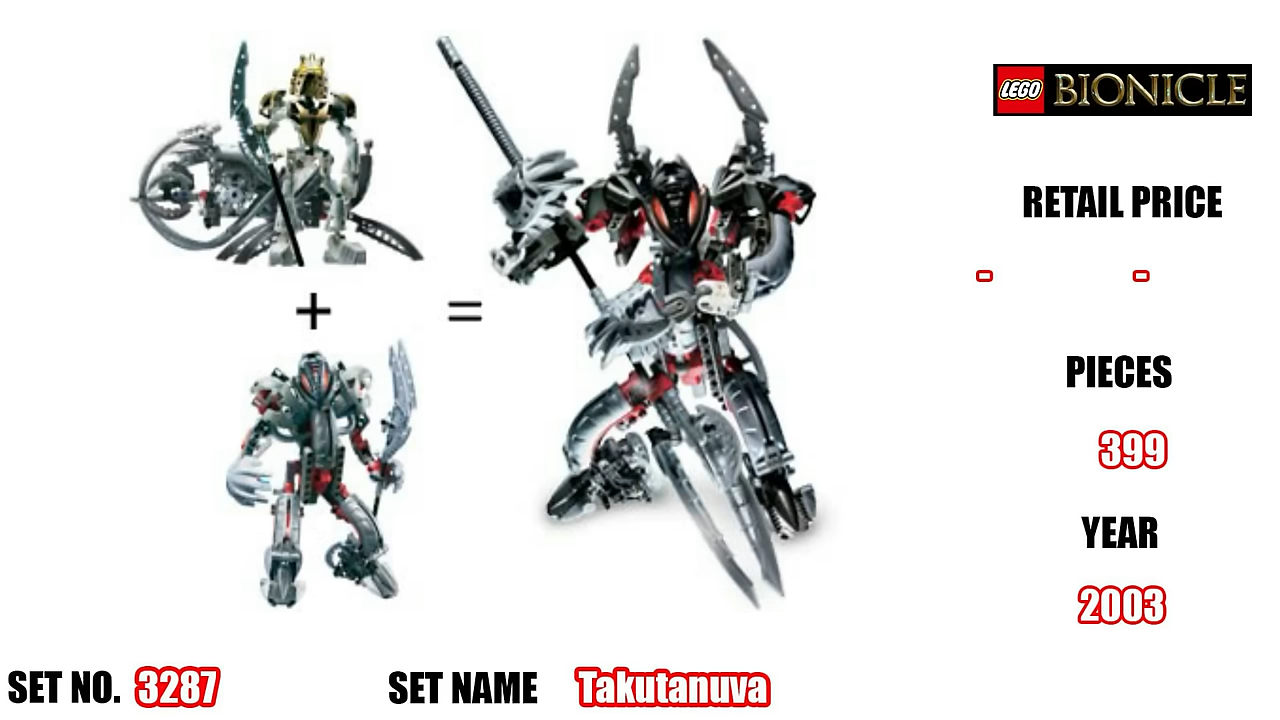 LEGO BIONICLE
RETAIL PRICE
- -
PIECES
399
YEAR
2003
+ =
SET NO. 3287 SET NAME Takutanuva